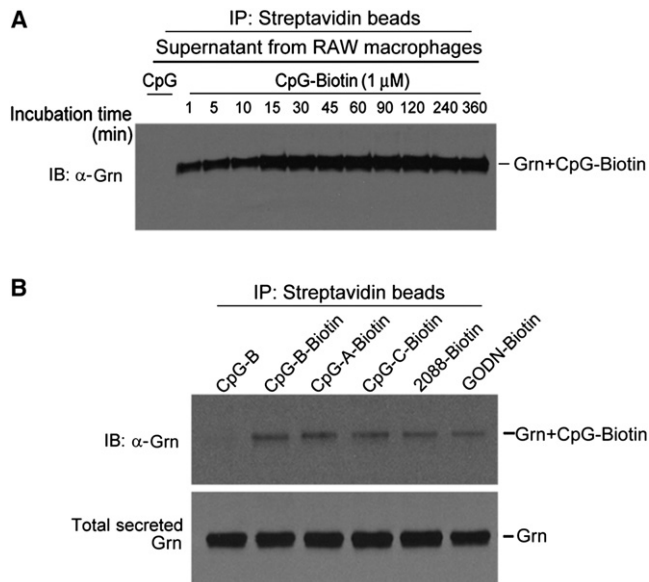 A
IP: Streptavidin beads
Supernatant from RAW macrophages
CpG
CpG-Biotin (1 μM)
Incubation time (min)
1 5 10 15 30 45 60 90 120 240 360
IB: α-Grn
Grn+CpG-Biotin
B
IP: Streptavidin beads
CpG-B
CpG-B-Biotin
CpG-A-Biotin
CpG-C-Biotin
2088-Biotin
GODN-Biotin
IB: α-Grn
Grn+CpG-Biotin
Total secreted
Grn
Grn